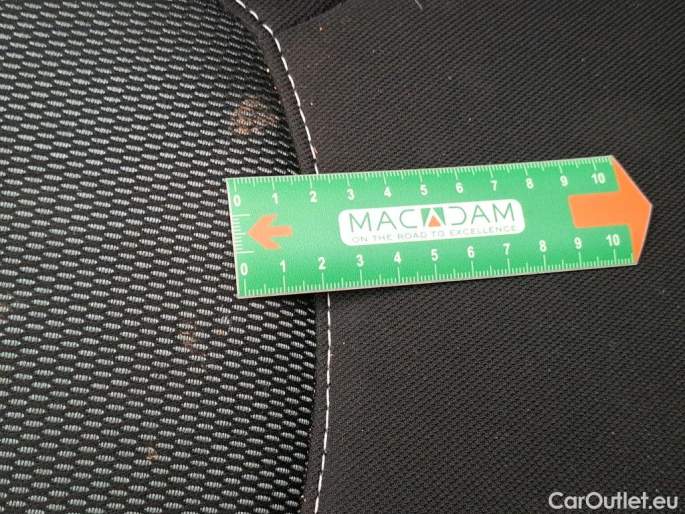 0 1 2 3 4 5 6 7 8 9 10
MACADAM
ON THE ROAD TO EXCELLENCE
0 1 2 3 4 5 6 7 8 9 10
CarOutlet.eu